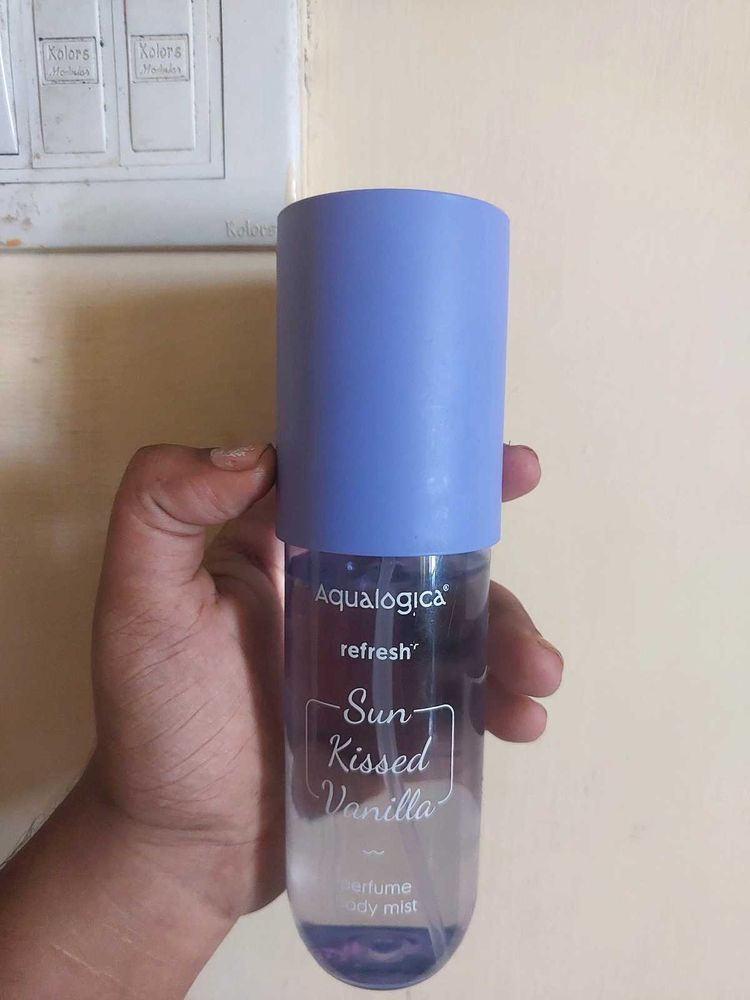 Kolors
Kolors
Kolors
Aqualogica®
refresh+
Sun
Kissed
Vanilla
perfume
body mist